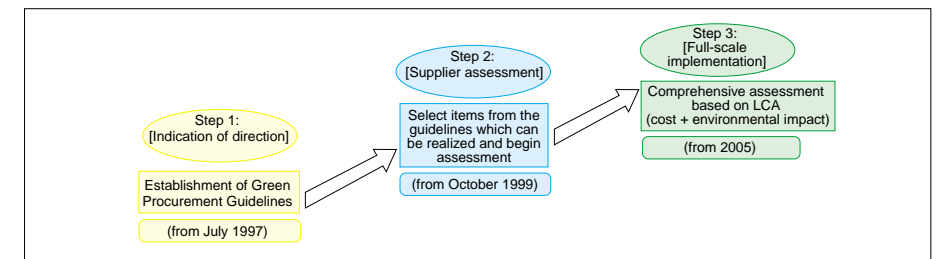 Step 1:
[Indication of direction]
Establishment of Green
Procurement Guidelines
(from July 1997)
Step 2:
[Supplier assessment]
Select items from the
guidelines which can
be realized and begin
assessment
(from October 1999)
Step 3:
[Full-scale
implementation]
Comprehensive assessment
based on LCA
(cost + environmental impact)
(from 2005)